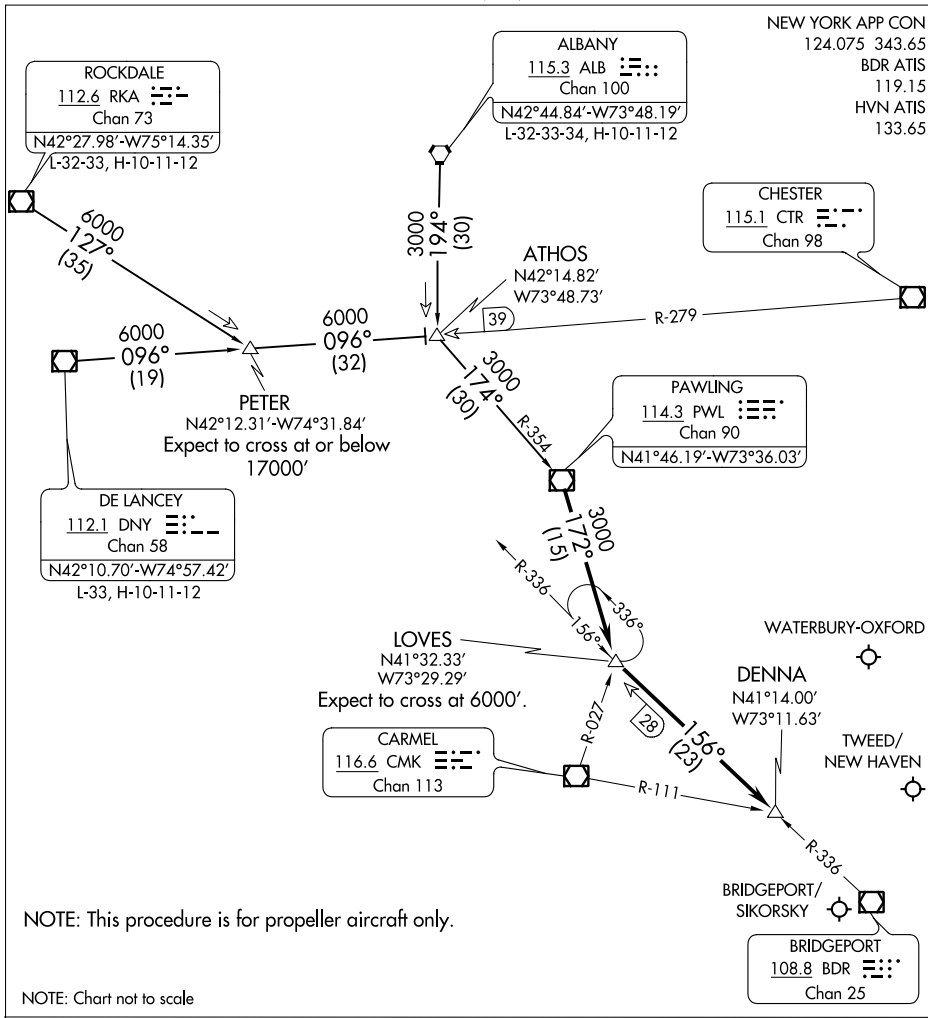 NEW YORK APP CON
124.075 343.65
BDR ATIS
119.15
HVN ATIS
133.65
ROCKDALE
112.6 RKA
Chan 73
N42°27.98'-W75°14.35'
L-32-33, H-10-11-12
ALBANY
115.3 ALB
Chan 100
N42°44.84'-W73°48.19'
L-32-33-34, H-10-11-12
CHESTER
115.1 CTR
Chan 98
6000
127°
(35)
3000
194°
(30)
ATHOS
N42°14.82'
W73°48.73'
39
R-279
6000
096°
(19)
6000
096°
(32)
PETER
N42°12.31'-W74°31.84'
Expect to cross at or below
17000'
3000
174°
(30)
R-354
PAWLING
114.3 PWL
Chan 90
N41°46.19'-W73°36.03'
DE LANCEY
112.1 DNY
Chan 58
N42°10.70'-W74°57.42'
L-33, H-10-11-12
3000
172°
(15)
R-336
156°
336°
LOVES
N41°32.33'
W73°29.29'
Expect to cross at 6000'.
WATERBURY-OXFORD
DENNA
N41°14.00'
W73°11.63'
28
156°
(23)
R-027
CARMEL
116.6 CMK
Chan 113
R-111
TWEED/
NEW HAVEN
R-336
BRIDGEPORT/
SIKORSKY
BRIDGEPORT
108.8 BDR
Chan 25
NOTE: This procedure is for propeller aircraft only.
NOTE: Chart not to scale